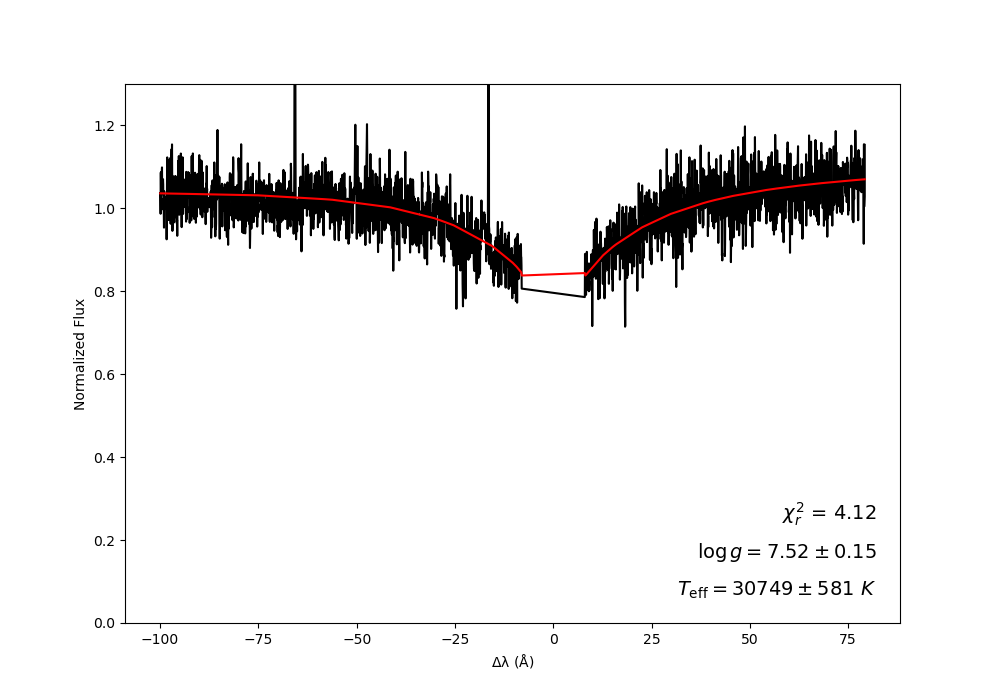 1.2
1.0
0.8
0.6
0.4
0.2
0.0
Normalized Flux
χ²ᵣ = 4.12
log g = 7.52 ± 0.15
T_eff = 30749 ± 581 K
−100 −75 −50 −25 0 25 50 75
Δλ (Å)